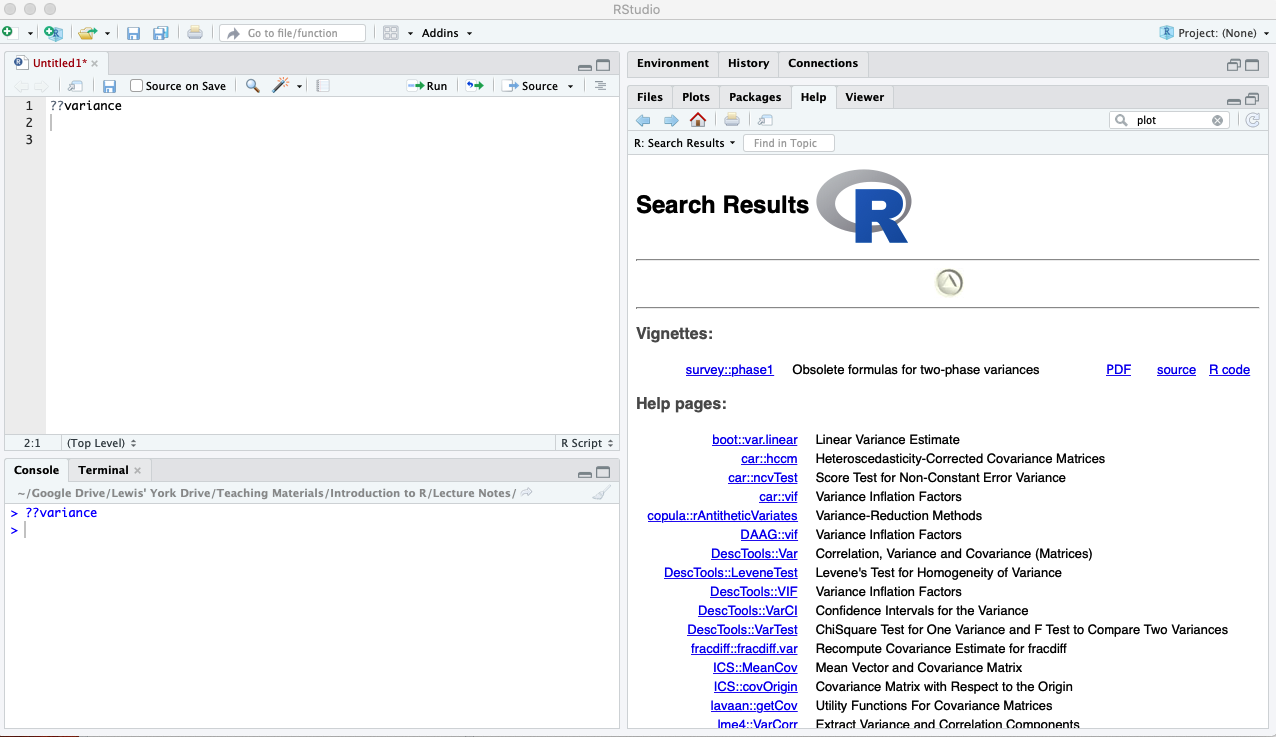 RStudio
Go to file/function
Addins
Project: (None)
Untitled1*
Source on Save
Run
Source
1 ??variance
2
3
2:1 (Top Level) R Script
Console Terminal
~/Google Drive/Lewis' York Drive/Teaching Materials/Introduction to R/Lecture Notes/
> ??variance
>
Environment History Connections
Files Plots Packages Help Viewer
plot
R: Search Results Find in Topic
Search Results R
Vignettes:
survey::phase1 Obsolete formulas for two-phase variances PDF source R code
Help pages:
boot::var.linear Linear Variance Estimate
car::hccm Heteroscedasticity-Corrected Covariance Matrices
car::ncvTest Score Test for Non-Constant Error Variance
car::vif Variance Inflation Factors
copula::rAntitheticVariates Variance-Reduction Methods
DAAG::vif Variance Inflation Factors
DescTools::Var Correlation, Variance and Covariance (Matrices)
DescTools::LeveneTest Levene's Test for Homogeneity of Variance
DescTools::VIF Variance Inflation Factors
DescTools::VarCI Confidence Intervals for the Variance
DescTools::VarTest ChiSquare Test for One Variance and F Test to Compare Two Variances
fracdiff::fracdiff.var Recompute Covariance Estimate for fracdiff
ICS::MeanCov Mean Vector and Covariance Matrix
ICS::covOrigin Covariance Matrix with Respect to the Origin
lavaan::getCov Utility Functions For Covariance Matrices
lme4::VarCorr Extract Variance and Correlation Components